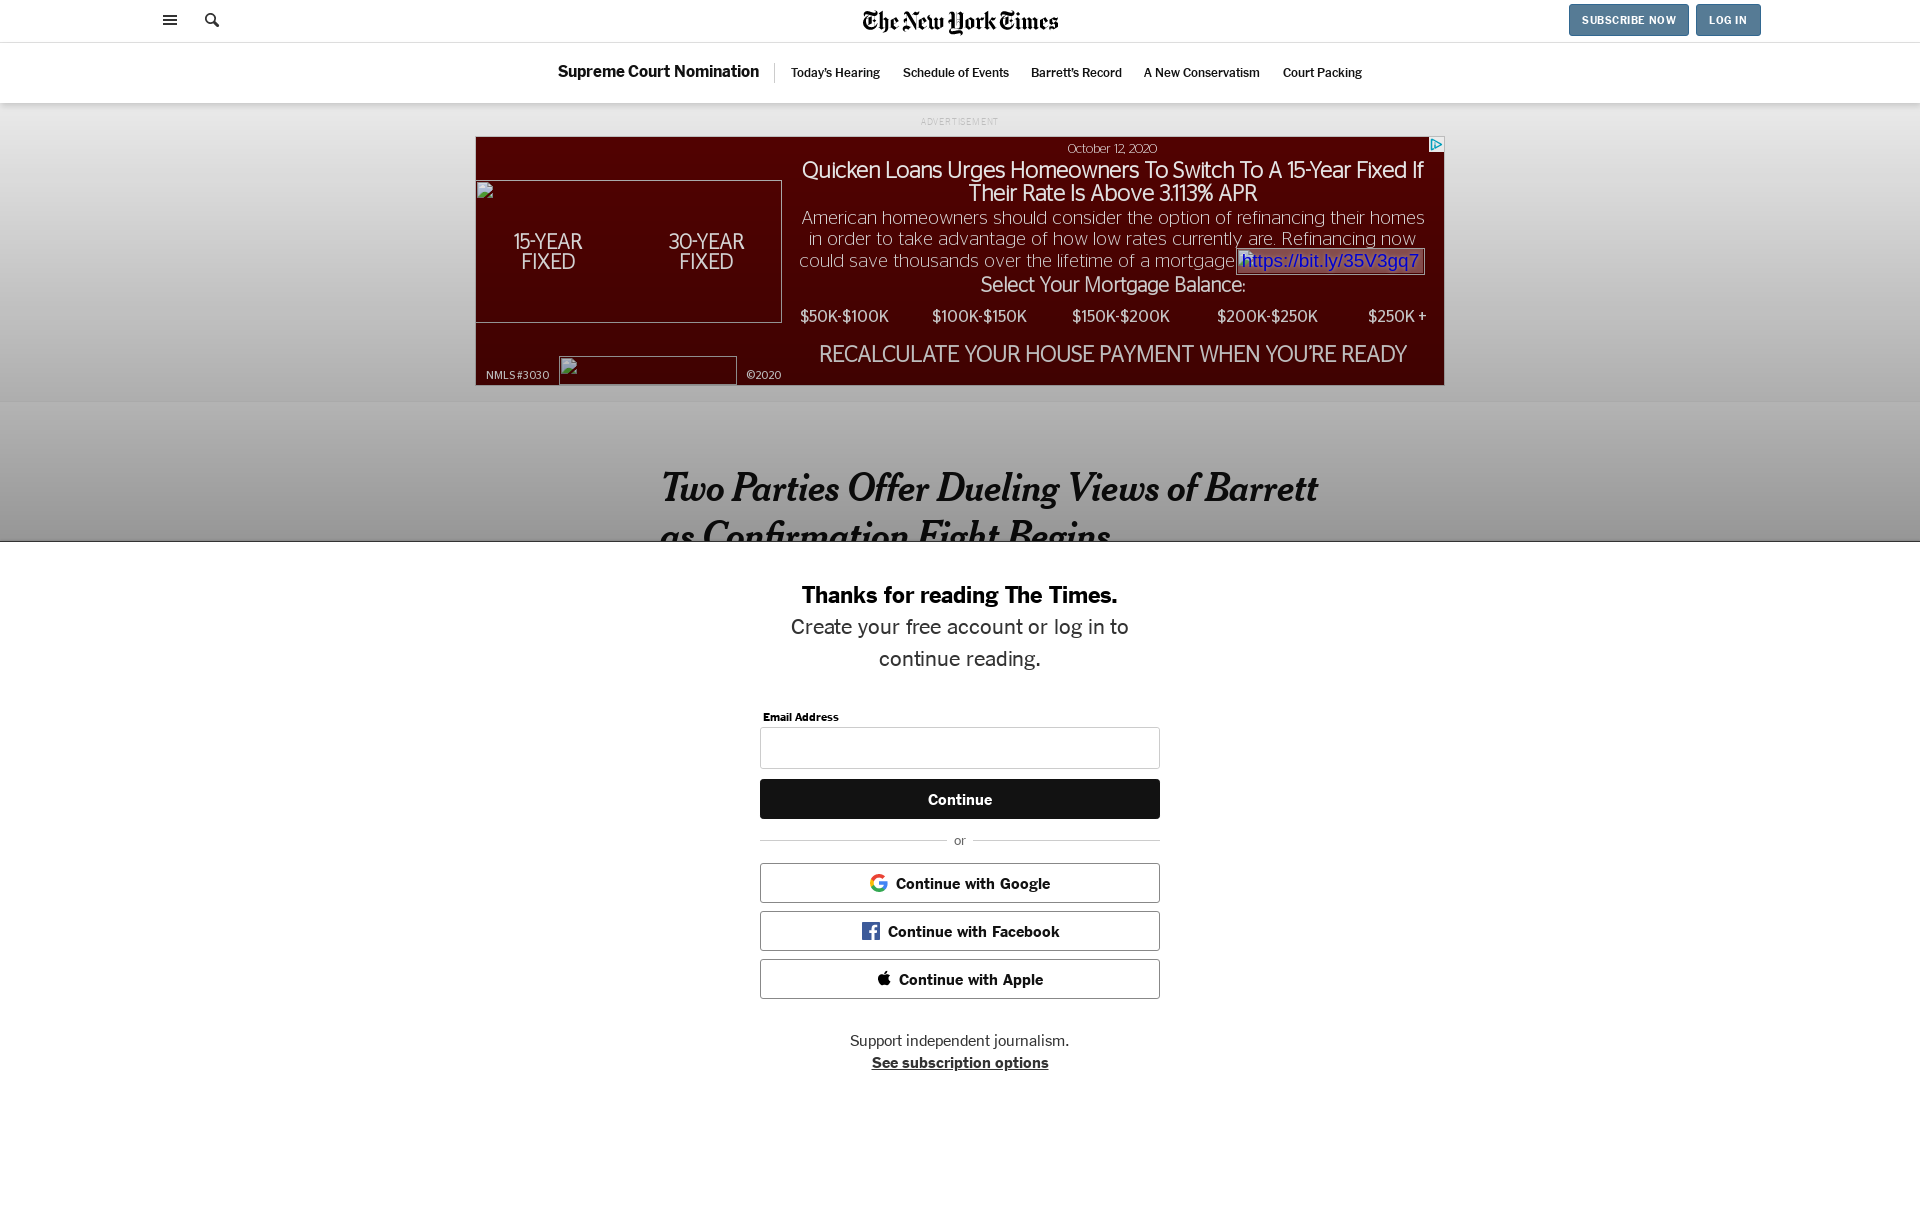 The New York Times
SUBSCRIBE NOW
LOG IN
Supreme Court Nomination
Today's Hearing
Schedule of Events
Barrett's Record
A New Conservatism
Court Packing
ADVERTISEMENT
October 12, 2020
Quicken Loans Urges Homeowners To Switch To A 15-Year Fixed If
Their Rate Is Above 3.113% APR
American homeowners should consider the option of refinancing their homes
in order to take advantage of how low rates currently are. Refinancing now
could save thousands over the lifetime of a mortgage
https://bit.ly/35V3gq7
15-YEAR
FIXED
30-YEAR
FIXED
Select Your Mortgage Balance:
$50K-$100K
$100K-$150K
$150K-$200K
$200K-$250K
$250K +
RECALCULATE YOUR HOUSE PAYMENT WHEN YOU'RE READY
NMLS #3030
©2020
Two Parties Offer Dueling Views of Barrett
as Confirmation Fight Begins
Thanks for reading The Times.
Create your free account or log in to
continue reading.
Email Address
Continue
or
Continue with Google
Continue with Facebook
Continue with Apple
Support independent journalism.
See subscription options